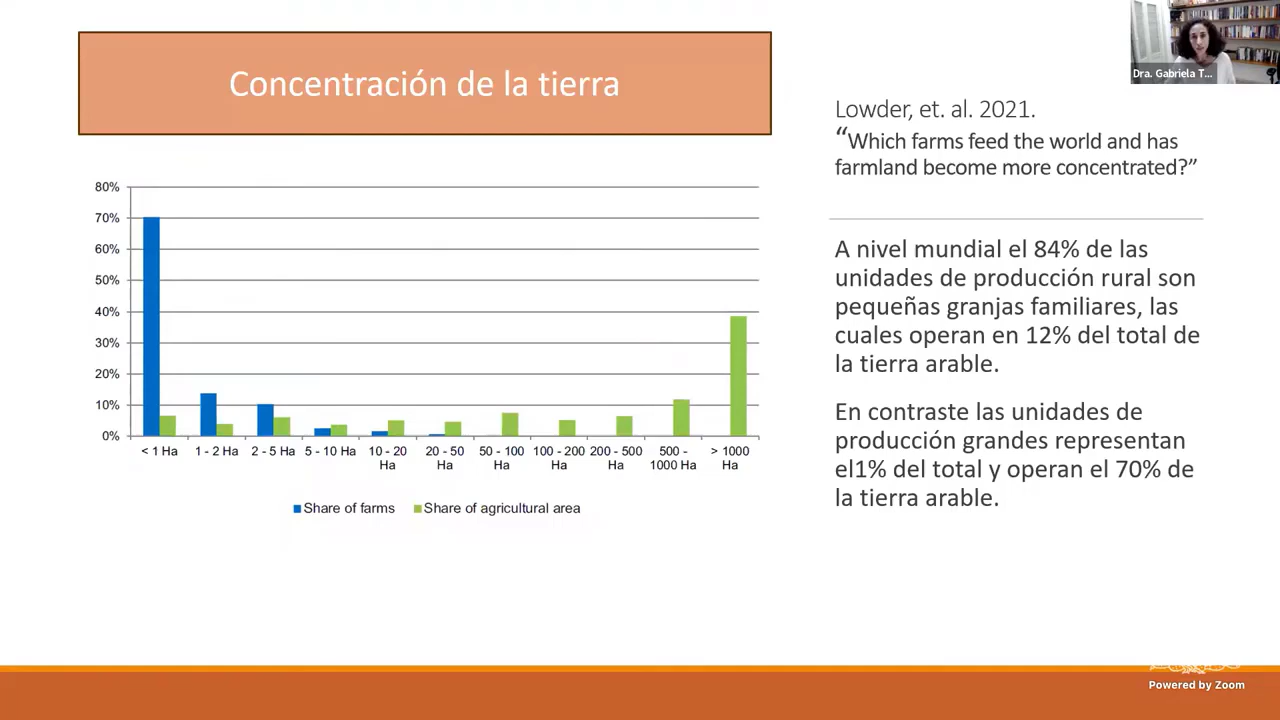 Concentración de la tierra
Dra. Gabriela T...
Lowder, et. al. 2021.
“Which farms feed the world and has
farmland become more concentrated?”
80%
70%
60%
50%
40%
30%
20%
10%
0%
< 1 Ha
1 - 2 Ha
2 - 5 Ha
5 - 10 Ha
10 - 20
Ha
20 - 50
Ha
50 - 100
Ha
100 - 200
Ha
200 - 500
Ha
500 -
1000 Ha
> 1000
Ha
Share of farms
Share of agricultural area
A nivel mundial el 84% de las
unidades de producción rural son
pequeñas granjas familiares, las
cuales operan en 12% del total de
la tierra arable.
En contraste las unidades de
producción grandes representan
el1% del total y operan el 70% de
la tierra arable.
Powered by Zoom